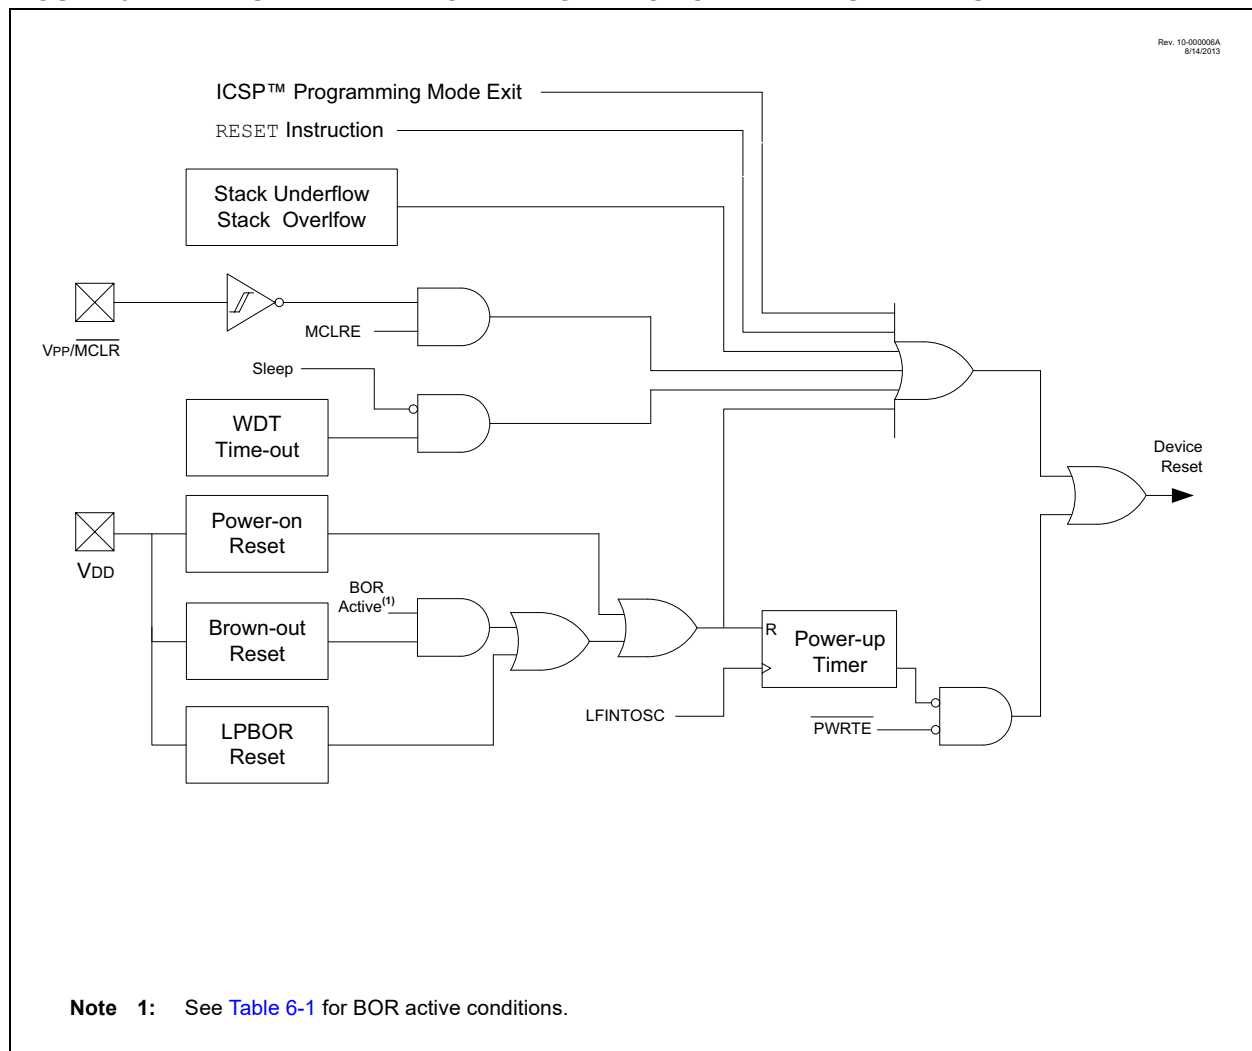 Rev. 10-000006A
8/14/2013
ICSP™ Programming Mode Exit
RESET Instruction
Stack Underflow
Stack Overlfow
VPP/MCLR
MCLRE
Sleep
WDT
Time-out
Device
Reset
Power-on
Reset
VDD
BOR
Active(1)
Brown-out
Reset
R
Power-up
Timer
LFINTOSC
PWRTE
LPBOR
Reset
Note 1: See Table 6-1 for BOR active conditions.